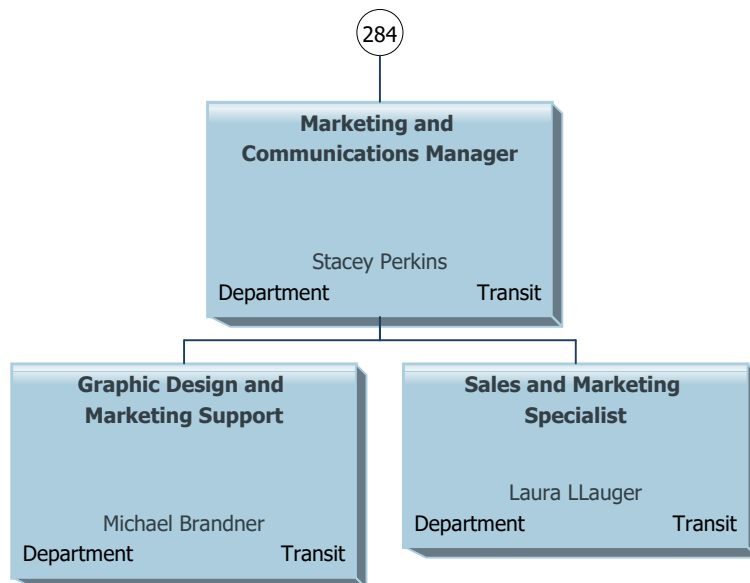 284
Marketing and
Communications Manager
Stacey Perkins
Department Transit
Graphic Design and
Marketing Support
Michael Brandner
Department Transit
Sales and Marketing
Specialist
Laura LLauger
Department Transit